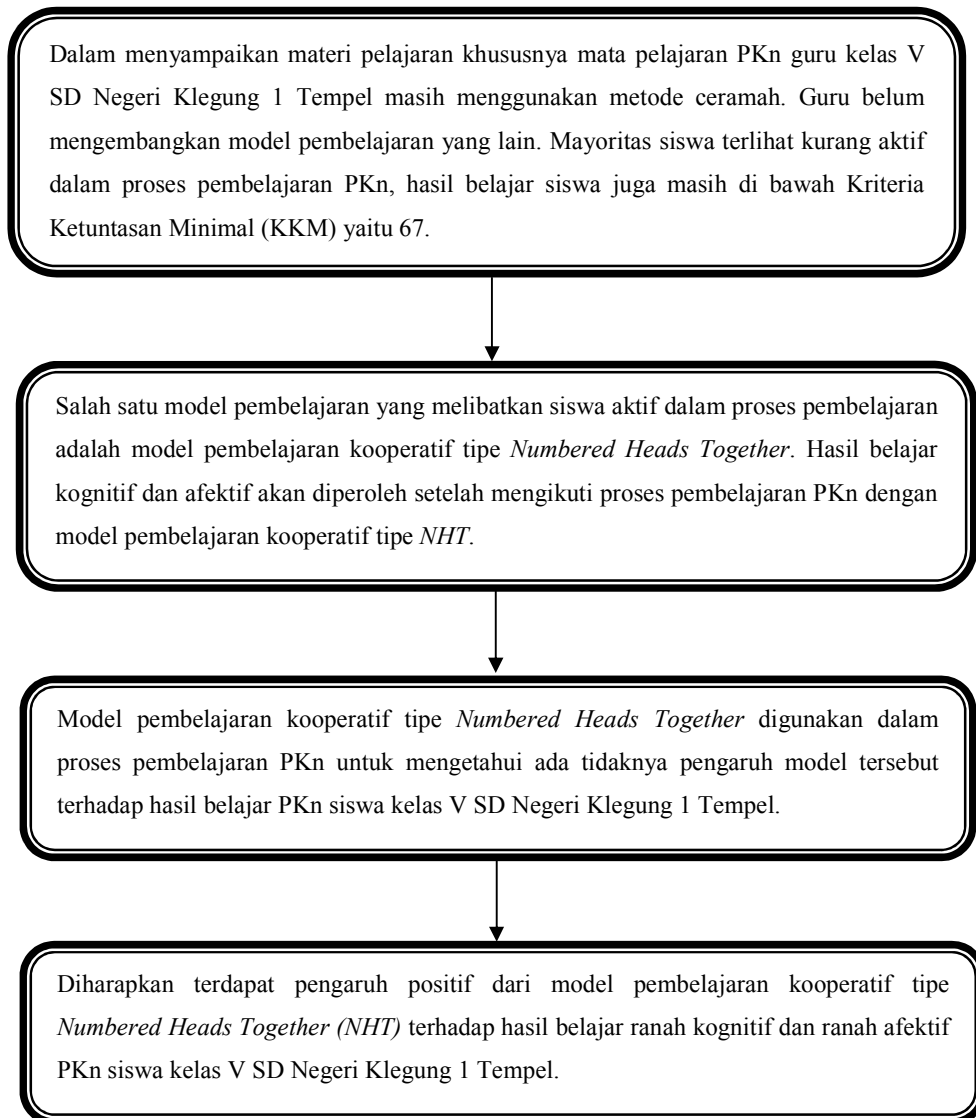 Dalam menyampaikan materi pelajaran khususnya mata pelajaran PKn guru kelas V
SD Negeri Klegung 1 Tempel masih menggunakan metode ceramah. Guru belum
mengembangkan model pembelajaran yang lain. Mayoritas siswa terlihat kurang aktif
dalam proses pembelajaran PKn, hasil belajar siswa juga masih di bawah Kriteria
Ketuntasan Minimal (KKM) yaitu 67.
Salah satu model pembelajaran yang melibatkan siswa aktif dalam proses pembelajaran
adalah model pembelajaran kooperatif tipe Numbered Heads Together. Hasil belajar
kognitif dan afektif akan diperoleh setelah mengikuti proses pembelajaran PKn dengan
model pembelajaran kooperatif tipe NHT.
Model pembelajaran kooperatif tipe Numbered Heads Together digunakan dalam
proses pembelajaran PKn untuk mengetahui ada tidaknya pengaruh model tersebut
terhadap hasil belajar PKn siswa kelas V SD Negeri Klegung 1 Tempel.
Diharapkan terdapat pengaruh positif dari model pembelajaran kooperatif tipe
Numbered Heads Together (NHT) terhadap hasil belajar ranah kognitif dan ranah afektif
PKn siswa kelas V SD Negeri Klegung 1 Tempel.